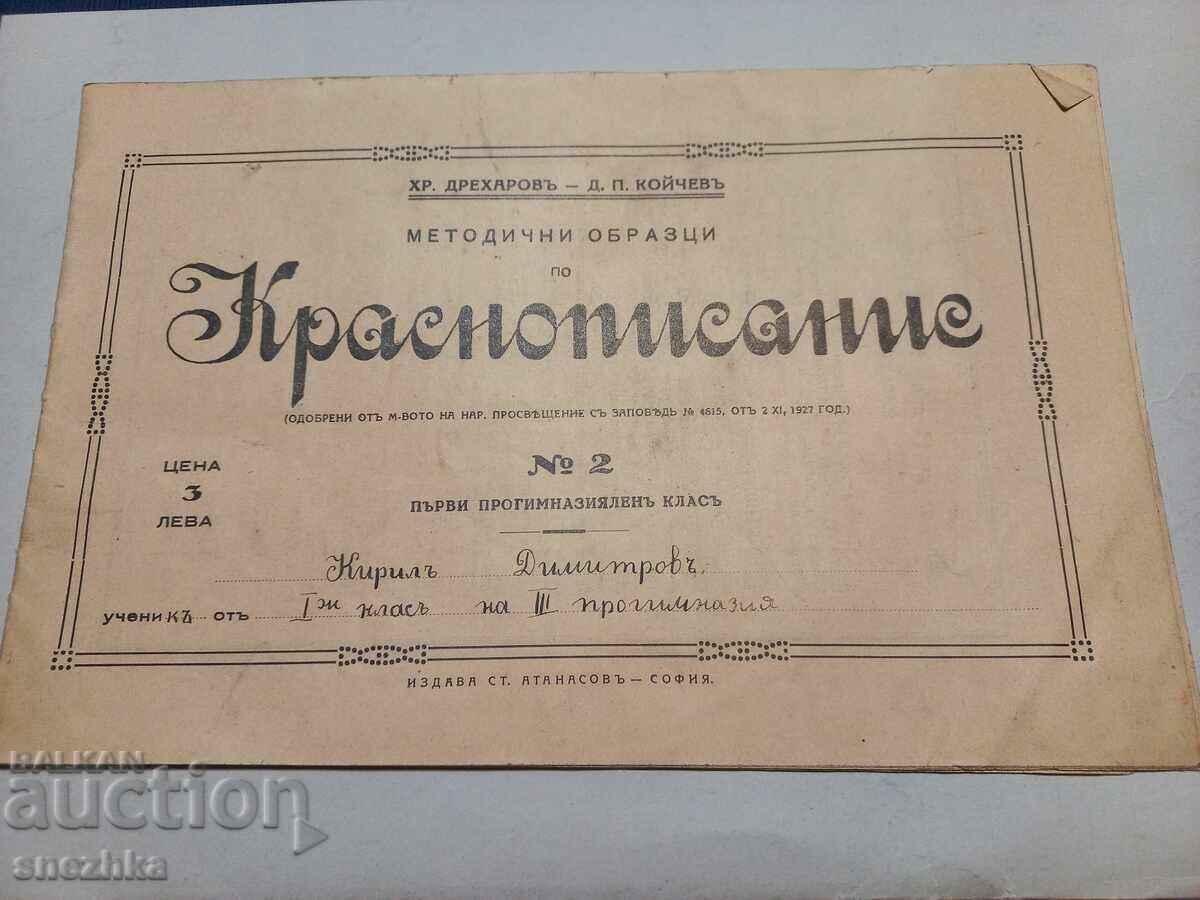 ХР. ДРЕХАРОВЪ — Д. П. КОЙЧЕВЪ
МЕТОДИЧНИ ОБРАЗЦИ
ПО
Краснописание
(ОДОБРЕНИ ОТЪ М-ВОТО НА НАР. ПРОСВѢЩЕНИЕ СЪ ЗАПОВѢДЬ № 4615, ОТЪ 2 XI, 1927 ГОД.)
ЦЕНА
3
ЛЕВА
№ 2
ПЪРВИ ПРОГИМНАЗИЯЛЕНЪ КЛАСЪ
Кирилъ Димитровъ.
ученикъ отъ I ж класъ на III прогимназия
ИЗДАВА СТ. АТАНАСОВЪ — СОФИЯ.
BALKAN
auction
snezhka